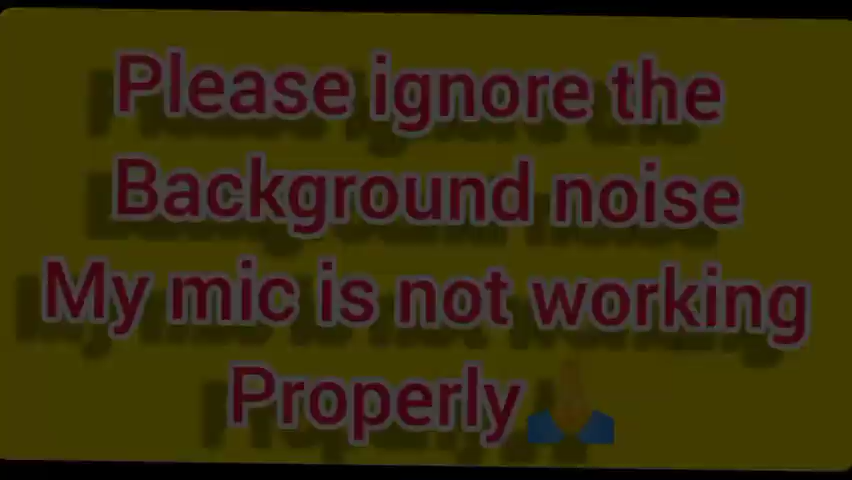 Please ignore the
Background noise
My mic is not working
Properly🙏